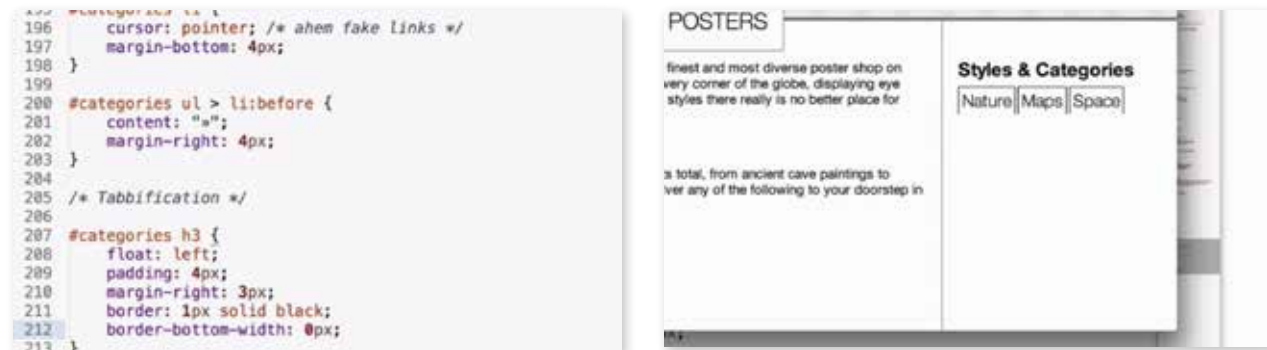 196 cursor: pointer; /* ahem fake links */
197 margin-bottom: 4px;
198 }
199
200 #categories ul > li:before {
201 content: "»";
202 margin-right: 4px;
203 }
204
205 /* Tabbification */
206
207 #categories h3 {
208 float: left;
209 padding: 4px;
210 margin-right: 3px;
211 border: 1px solid black;
212 border-bottom-width: 0px;
213 }
POSTERS
finest and most diverse poster shop on
very corner of the globe, displaying eye
styles there really is no better place for
s total, from ancient cave paintings to
ver any of the following to your doorstep in
Styles & Categories
Nature Maps Space